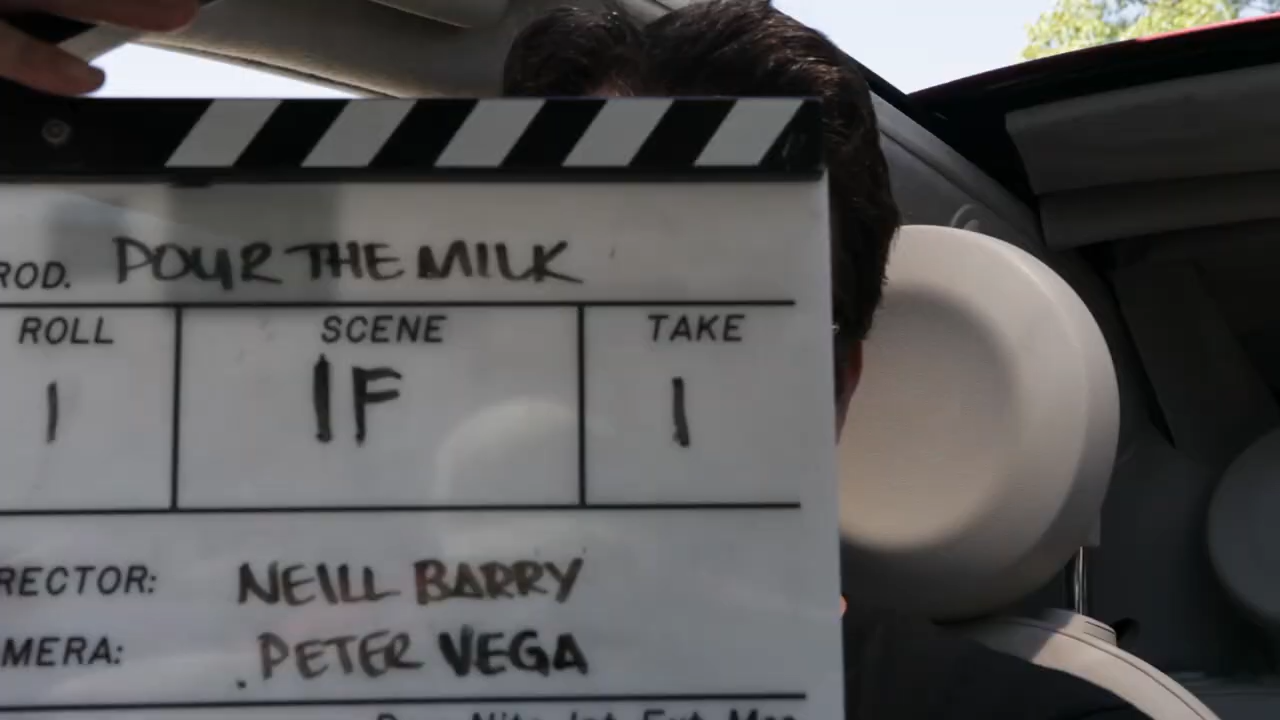 ROD. POUR THE MILK
ROLL SCENE TAKE
1 1F 1
RECTOR: NEILL BARRY
MERA: PETER VEGA